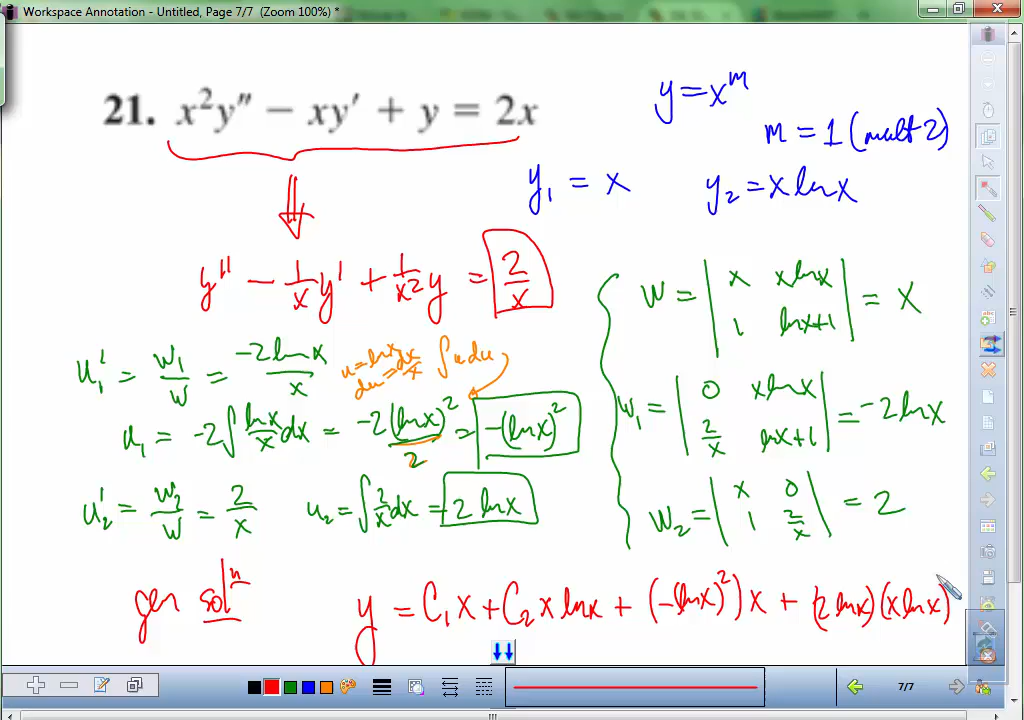 Workspace Annotation - Untitled, Page 7/7 (Zoom 100%) *
21. x²y″ − xy′ + y = 2x
y = x^m
m = 1 (mult 2)
y₁ = x    y₂ = x ln x
y″ − 1/x y′ + 1/x² y = 2/x
W = | x  x ln x ; 1  ln x+1 | = x
u₁′ = W₁/W = −2 ln x / x
u = ln x
du = dx/x
∫ u du
u₁ = −2 ∫ ln x / x dx = −2 (ln x)² / 2 = −(ln x)²
W₁ = | 0  x ln x ; 2/x  ln x+1 | = −2 ln x
u₂′ = W₂/W = 2/x    u₂ = ∫ 2/x dx = 2 ln x
W₂ = | x  0 ; 1  2/x | = 2
gen solⁿ
y = C₁ x + C₂ x ln x + (−(ln x)²) x + (2 ln x)(x ln x)
7/7